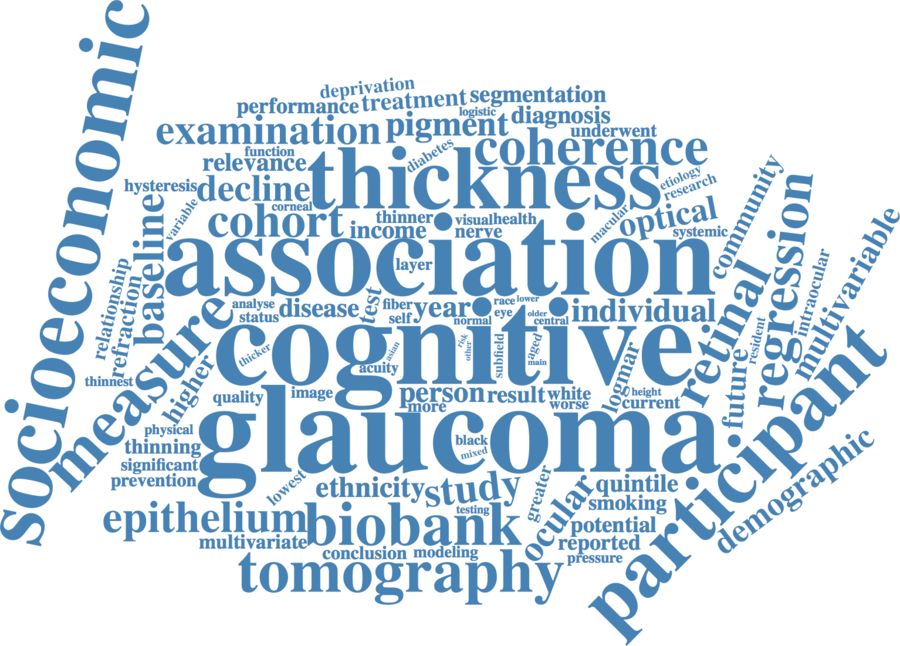 socioeconomic
deprivation
performance
treatment
segmentation
logistic
examination
pigment
diagnosis
underwent
function
relevance
diabetes
coherence
hysteresis
decline
thickness
etiology
research
community
variable
corneal
cohort
thinner
income
visual
health
nerve
macular
optical
systemic
baseline
association
layer
regression
multivariable
relationship
refraction
measure
analyse
status
disease
test
fiber
self
year
normal
race
lower
eye
older
central
individual
retinal
intraocular
resident
future
thinnest
higher
thicker
cognitive
asian
acuity
risk
other
subfield
aged
main
logmar
quality
image
person
more
result
white
worse
height
current
participant
physical
thinning
significant
prevention
glaucoma
black
mixed
demographic
lowest
ethnicity
study
testing
greater
ocular
quintile
smoking
potential
reported
pressure
epithelium
biobank
multivariate
conclusion
modeling
tomography